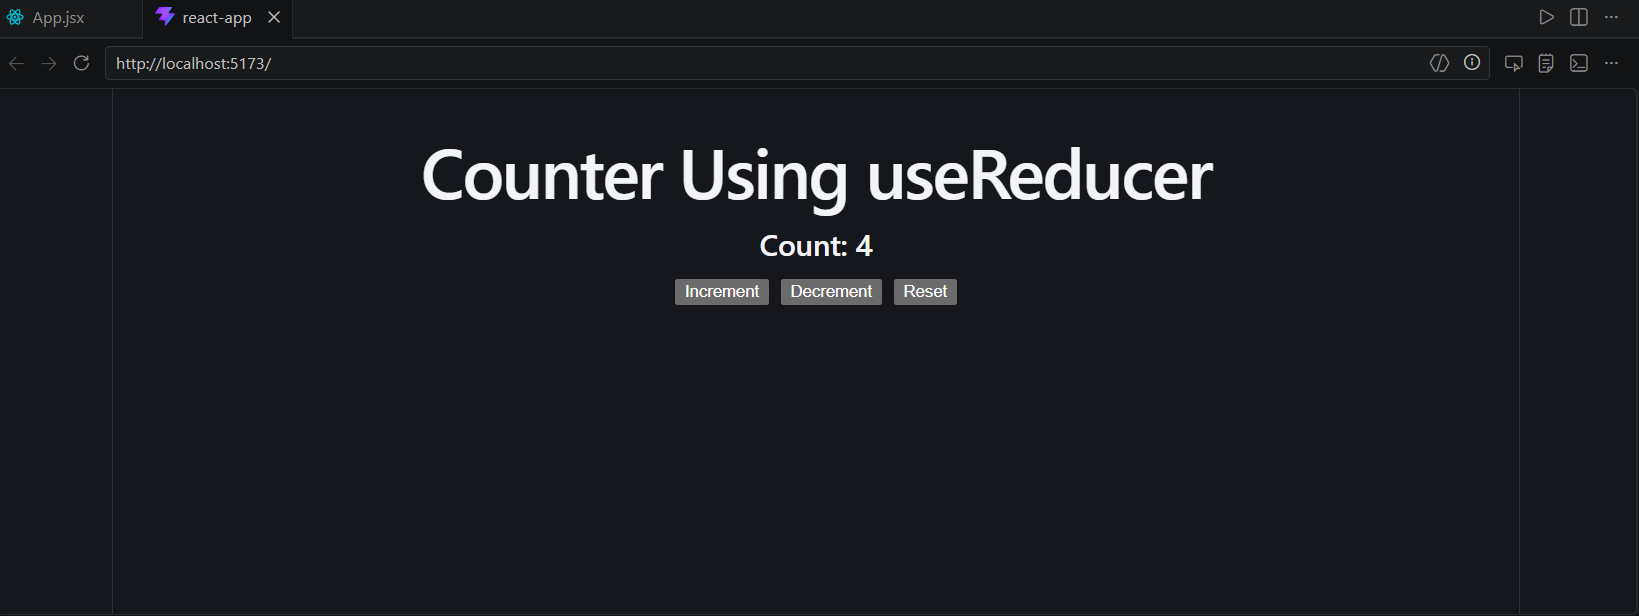 App.jsx
react-app
http://localhost:5173/
Counter Using useReducer
Count: 4
Increment Decrement Reset